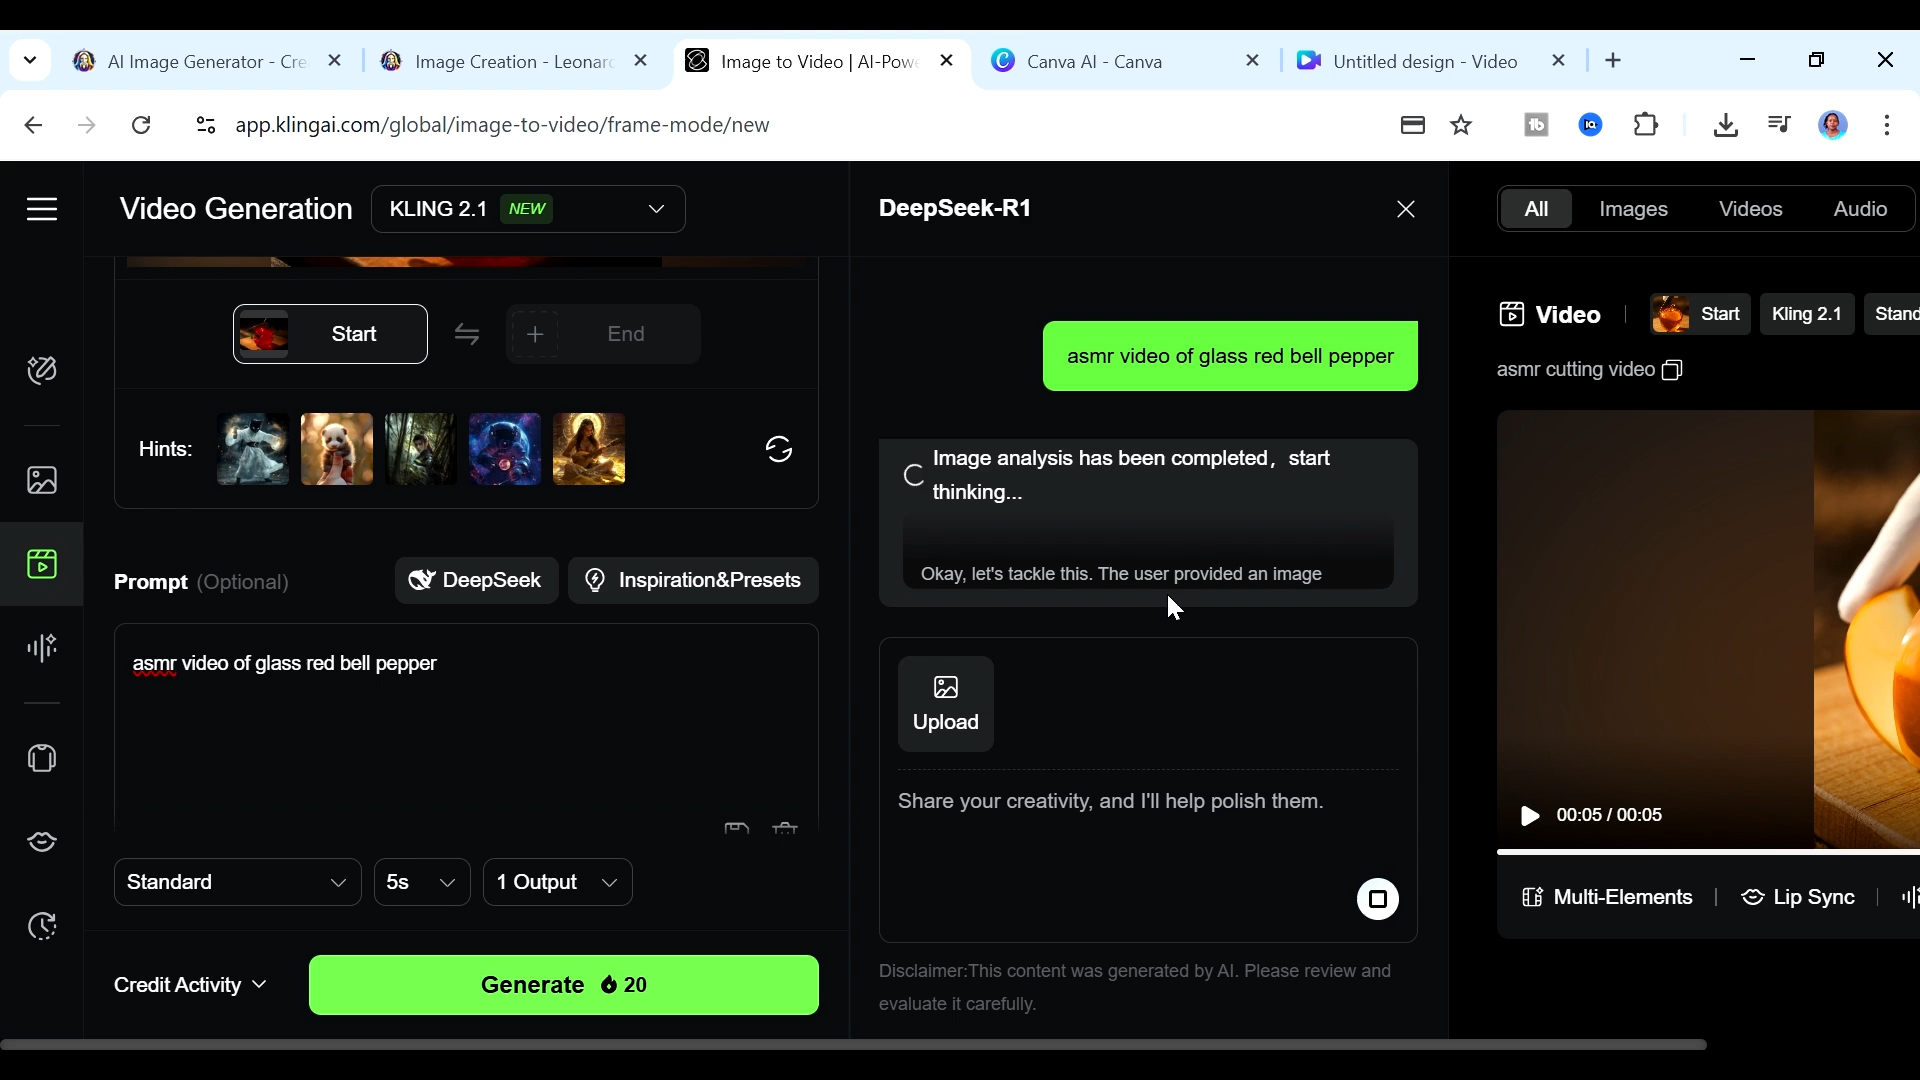 AI Image Generator - Cre
Image Creation - Leonard
Image to Video | AI-Powe
Canva AI - Canva
Untitled design - Video
app.klingai.com/global/image-to-video/frame-mode/new
Video Generation
KLING 2.1 NEW
DeepSeek-R1
All
Images
Videos
Audio
Start
End
Hints:
Prompt (Optional)
DeepSeek
Inspiration&Presets
asmr video of glass red bell pepper
Standard
5s
1 Output
Credit Activity
Generate 20
asmr video of glass red bell pepper
Image analysis has been completed, start
thinking...
Okay, let's tackle this. The user provided an image
Upload
Share your creativity, and I'll help polish them.
Disclaimer:This content was generated by AI. Please review and
evaluate it carefully.
Video
Start
Kling 2.1
Stand
asmr cutting video
00:05 / 00:05
Multi-Elements
Lip Sync